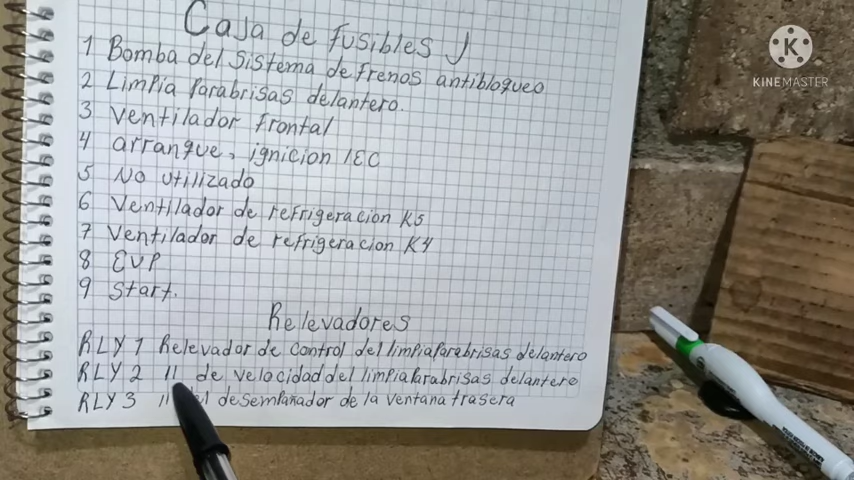 Caja de fusibles J
1 Bomba del sistema de frenos antibloqueo
2 Limpia parabrisas delantero.
3 Ventilador frontal
4 arranque, ignicion IEC
5 No utilizado
6 Ventilador de refrigeracion K5
7 Ventilador de refrigeracion K4
8 EVP
9 Start.
Relevadores
RLY 1 Relevador de control del limpiaparabrisas delantero
RLY 2 11 de velocidad del limpiaparabrisas delantero
RLY 3 11 desempañador de la ventana trasera
K
KINEMASTER